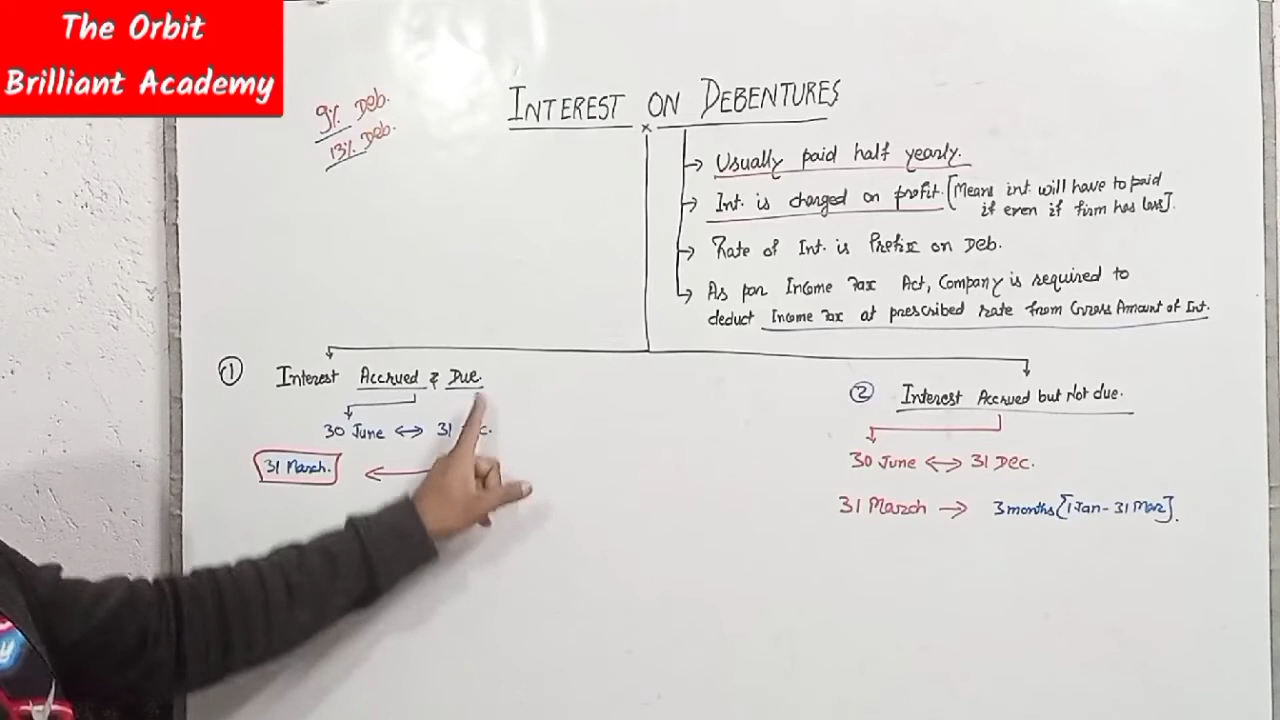 The Orbit
Brilliant Academy
9% Deb.
13% Deb.
INTEREST ON DEBENTURES
Usually paid half yearly.
Int. is charged on profit. [Means int. will have to paid
if even if firm has loss].
Rate of Int. is Prefix on Deb.
As par Income Tax Act, Company is required to
deduct Income Tax at prescribed rate from Gross Amount of Int.
① Interest Accrued & Due.
30 June ↔ 31
31 March. ←
② Interest Accrued but Not due.
30 June ↔ 31 Dec.
31 March → 3 months [1 Jan - 31 Mar].